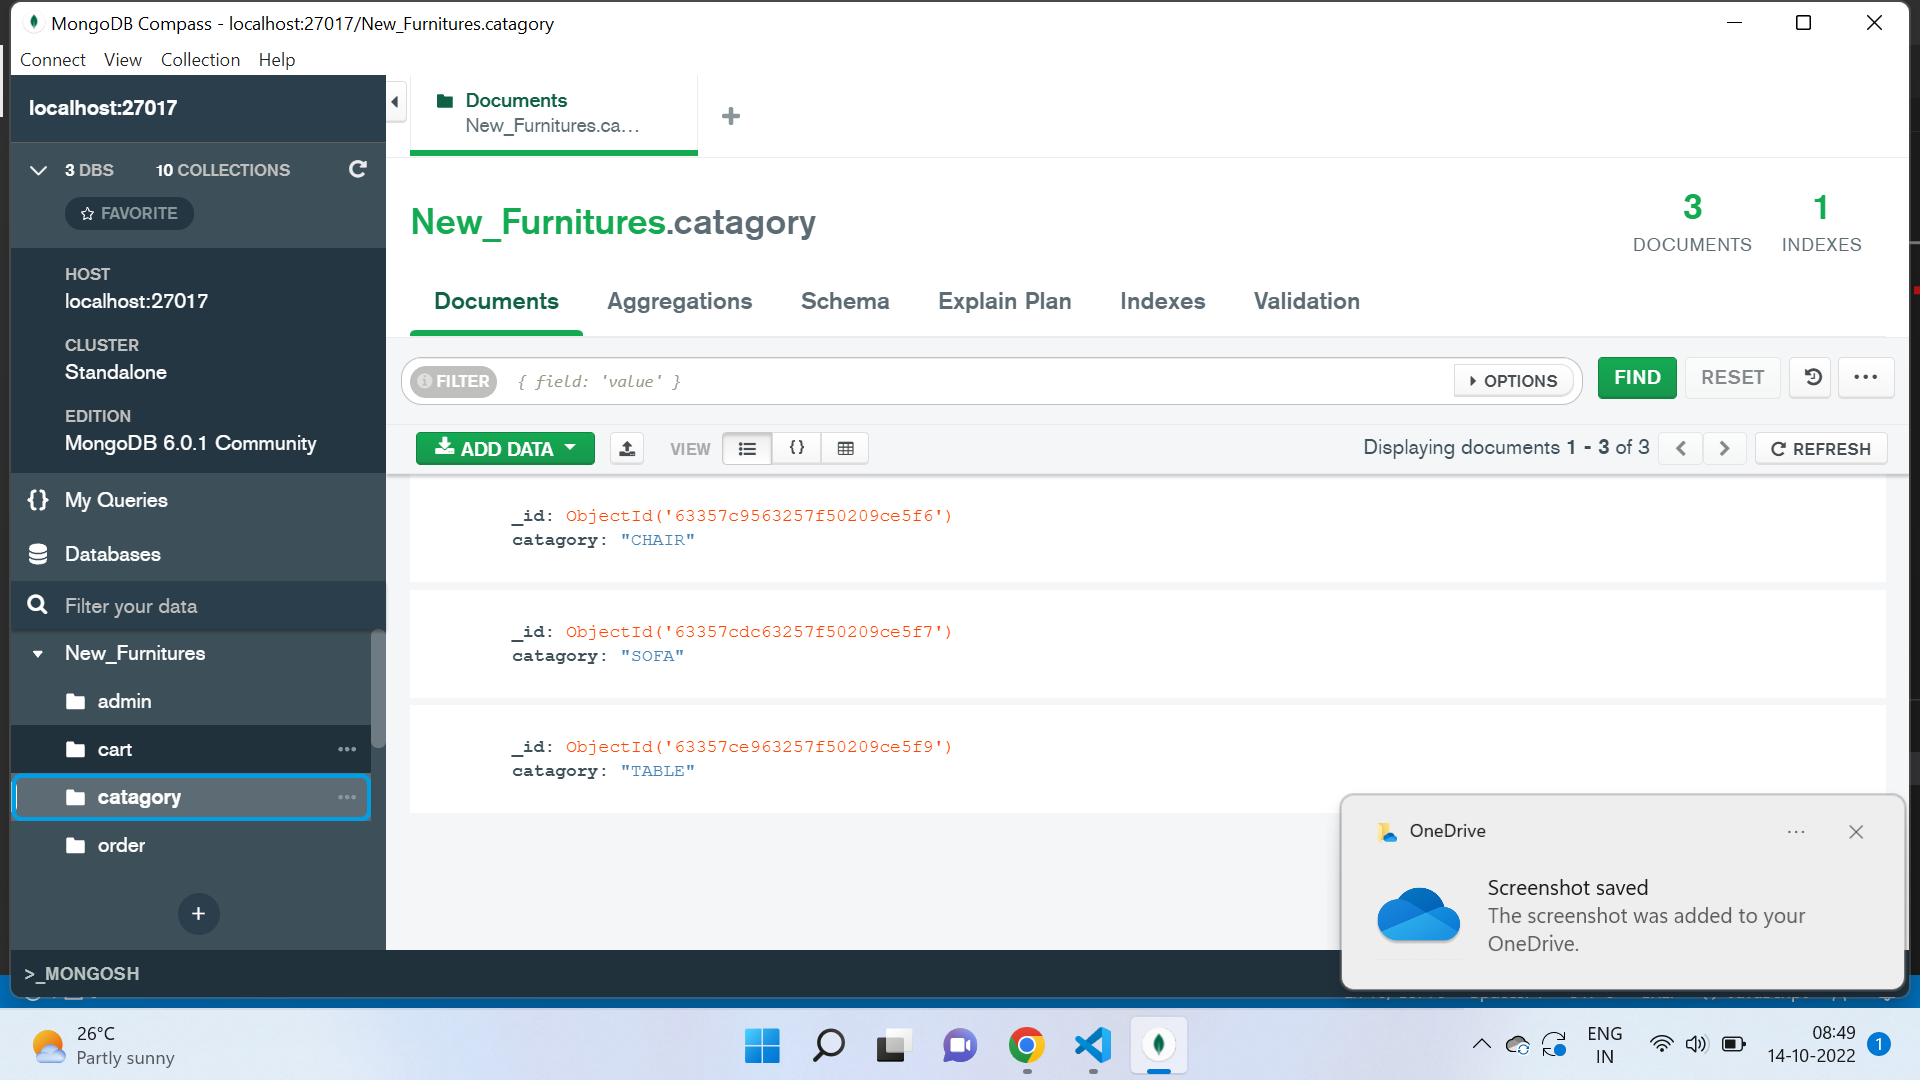 MongoDB Compass - localhost:27017/New_Furnitures.catagory
Connect View Collection Help
localhost:27017
3 DBS 10 COLLECTIONS
FAVORITE
HOST
localhost:27017
CLUSTER
Standalone
EDITION
MongoDB 6.0.1 Community
My Queries
Databases
Filter your data
New_Furnitures
admin
cart
catagory
order
>_MONGOSH
Documents
New_Furnitures.ca...
New_Furnitures.catagory
3
DOCUMENTS
1
INDEXES
Documents Aggregations Schema Explain Plan Indexes Validation
FILTER { field: 'value' } OPTIONS FIND RESET
ADD DATA VIEW Displaying documents 1 - 3 of 3 REFRESH
_id: ObjectId('63357c9563257f50209ce5f6')
catagory: "CHAIR"
_id: ObjectId('63357cdc63257f50209ce5f7')
catagory: "SOFA"
_id: ObjectId('63357ce963257f50209ce5f9')
catagory: "TABLE"
OneDrive
Screenshot saved
The screenshot was added to your
OneDrive.
26°C
Partly sunny
ENG
IN
08:49
14-10-2022
1